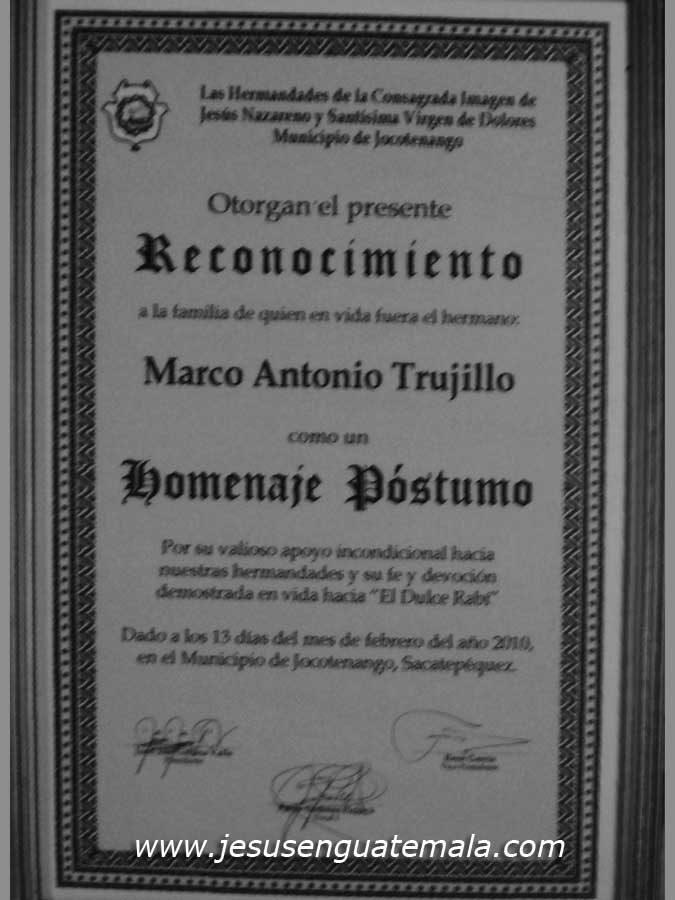 Las Hermandades de la Consagrada Imagen de
Jesús Nazareno y Santísima Virgen de Dolores
Municipio de Jocotenango
Otorgan el presente
Reconocimiento
a la familia de quien en vida fuera el hermano:
Marco Antonio Trujillo
como un
Homenaje Póstumo
Por su valioso apoyo incondicional hacia
nuestras hermandades y su fe y devoción
demostrada en vida hacia "El Dulce Rabí"
Dado a los 13 días del mes de febrero del año 2010,
en el Municipio de Jocotenango, Sacatepéquez.
www.jesusenguatemala.com